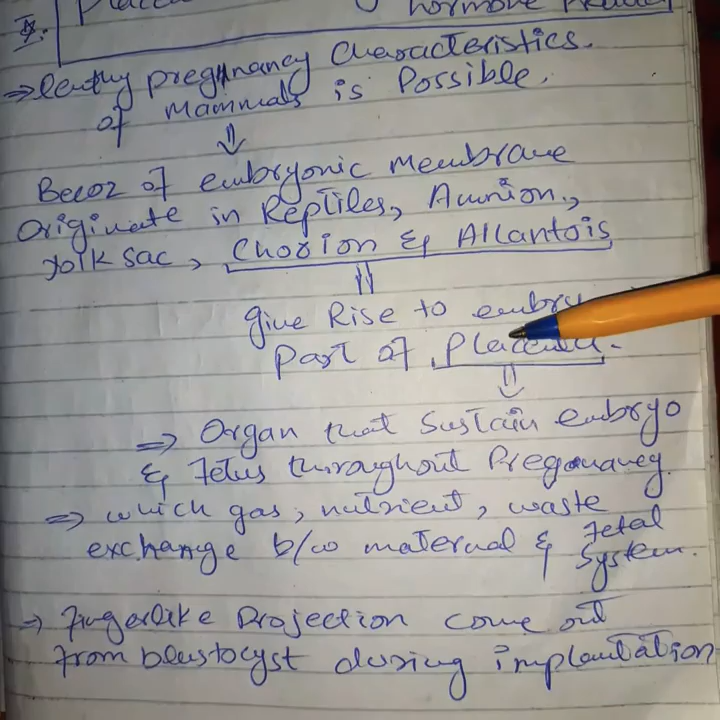 I.
Placen
hormone
⇒ lenthy pregnancy Characteristics.
of mammals is Possible.
⇓
Becoz of embryonic membrane
Originate in Reptiles, Amnion.,
Yolk sac, Chorion & Allantois
give Rise to embry
part of Placenta.
⇓
⇒ Organ that Sustain embryo
& Fetus throughout Pregnancy.
⇒ which gas, nutrient, waste
exchange b/w maternal & Fetal
System.
⇒ Fingerlike Projection come out
from blastocyst during implantation